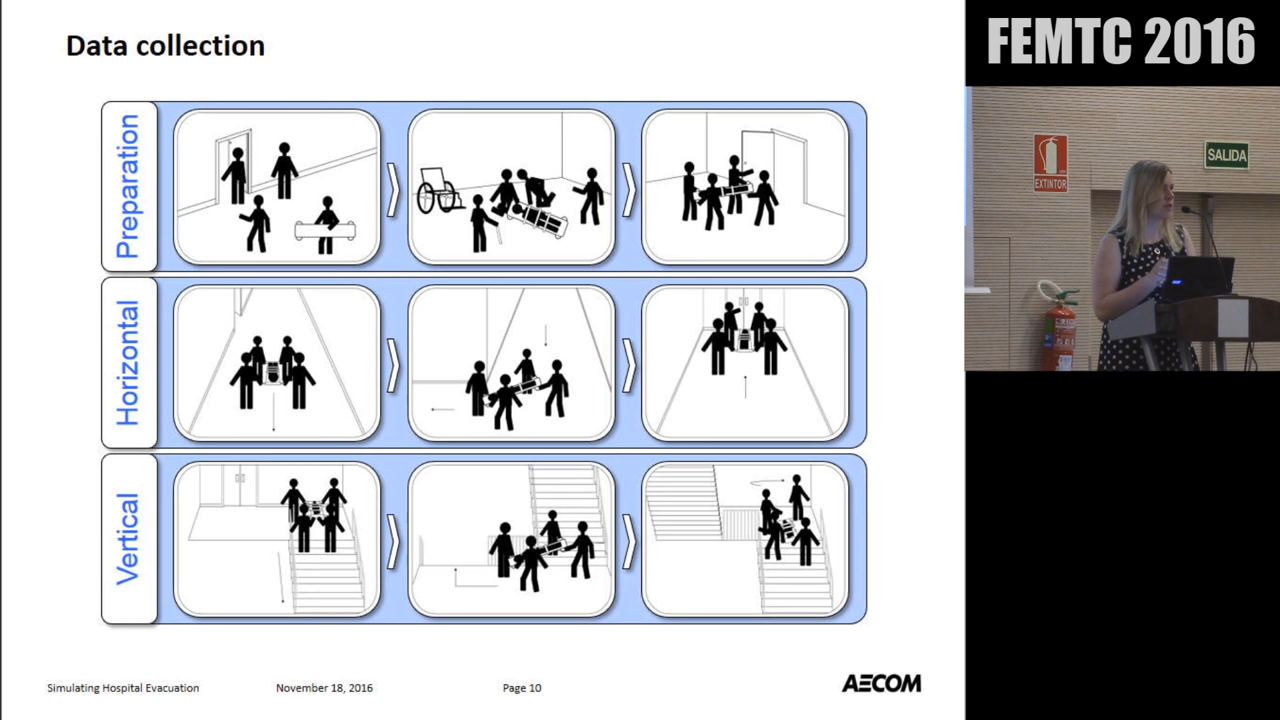 Data collection
FEMTC 2016
Preparation
Horizontal
Vertical
EXTINTOR
SALIDA
Simulating Hospital Evacuation
November 18, 2016
Page 10
AECOM